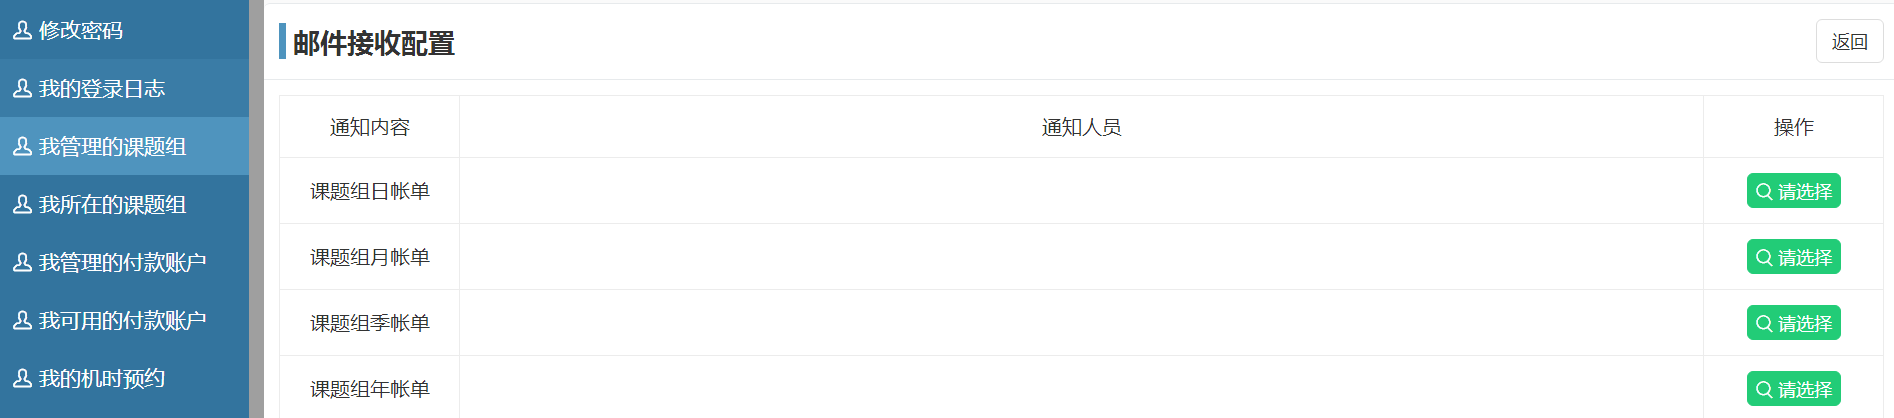 修改密码
我的登录日志
我管理的课题组
我所在的课题组
我管理的付款账户
我可用的付款账户
我的机时预约
邮件接收配置
返回
通知内容 通知人员 操作
课题组日帐单 请选择
课题组月帐单 请选择
课题组季帐单 请选择
课题组年帐单 请选择